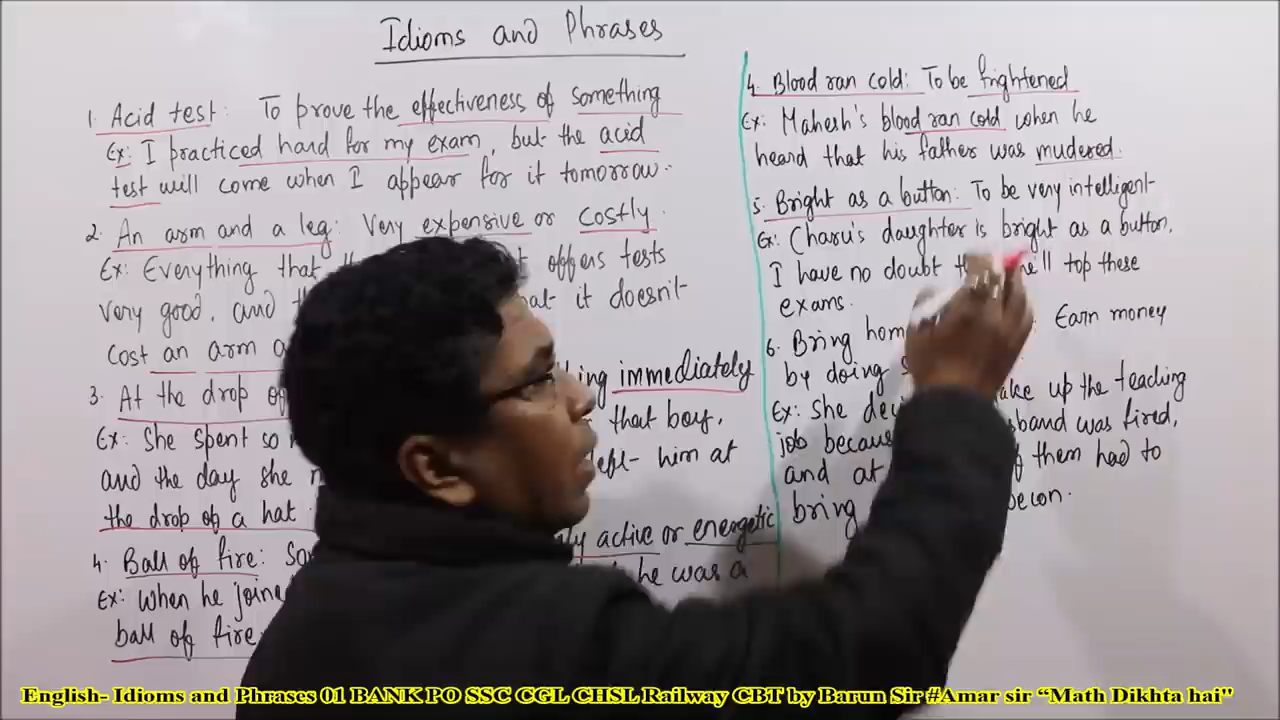 Idioms and Phrases
1. Acid test: To prove the effectiveness of something
Ex: I practiced hard for my exam, but the acid
test will come when I appear for it tomorrow.
2. An arm and a leg: Very expensive or costly.
Ex: Everything that offers tests
very good, and that it doesn't
cost an arm a
3. At the drop of immediately
Ex: She spent so that boy,
and the day she left him at
the drop of a hat.
4. Ball of fire: active or energetic
Ex: When he joine he was a
ball of fire.
4. Blood ran cold: To be frightened
Ex: Mahesh's blood ran cold when he
heard that his father was mudered.
5. Bright as a button: To be very intelligent
Ex: Charu's daughter is bright as a button.
I have no doubt he'll top these
exams.
6. Bring hom Earn money
by doing
Ex: She dec ake up the teaching
job because sband was fired,
and at of them had to
bring becon.
English- Idioms and Phrases 01 BANK PO SSC CGL CHSL Railway CBT by Barun Sir #Amar sir “Math Dikhta hai"